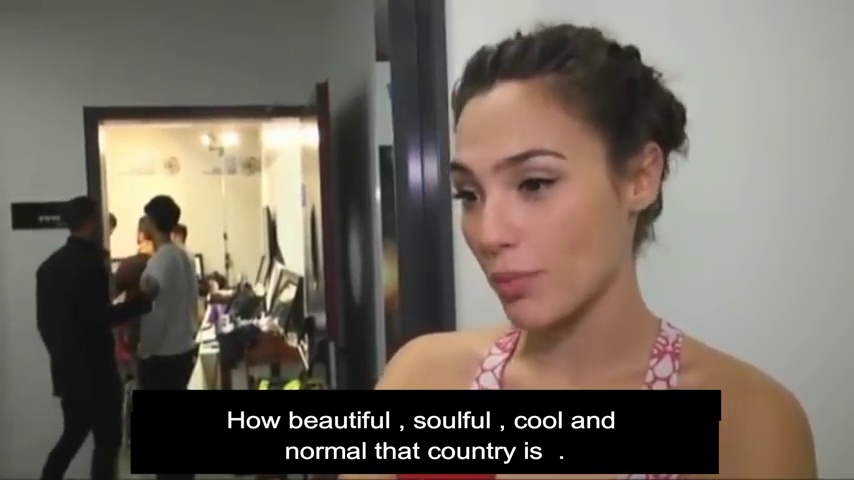 How beautiful , soulful , cool and
normal that country is  .